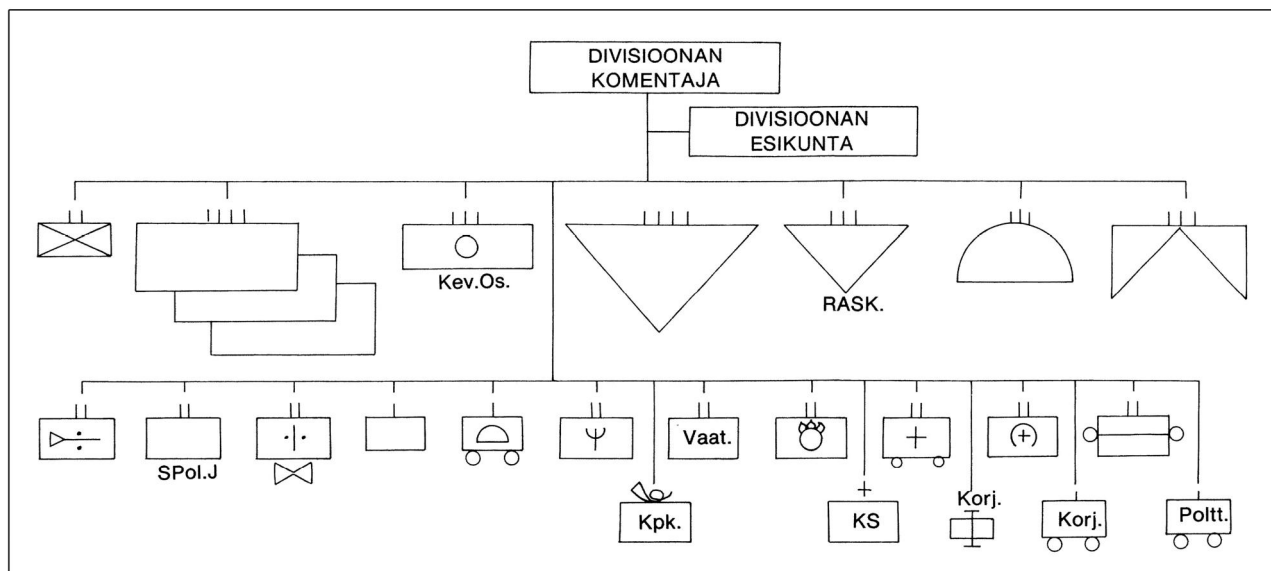 DIVISIOONAN
KOMENTAJA
DIVISIOONAN
ESIKUNTA
Kev.Os.
RASK.
SPol.J
Vaat.
Kpk.
KS
Korj.
Korj.
Poltt.